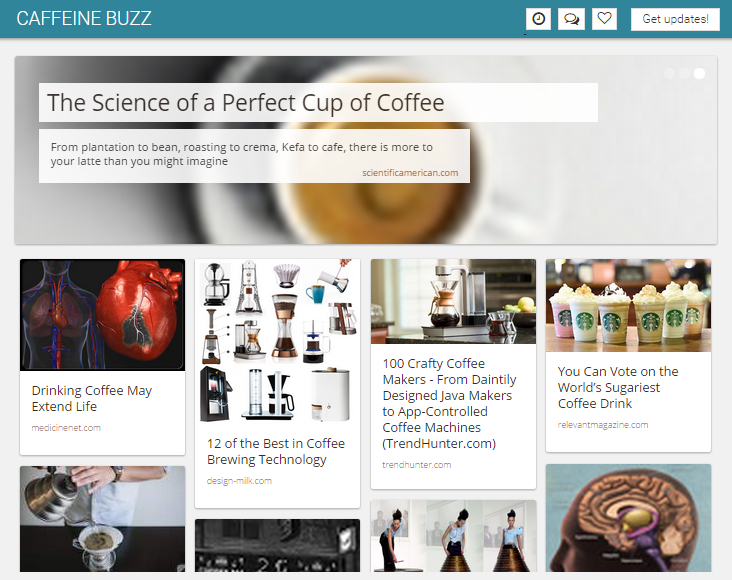 CAFFEINE BUZZ
Get updates!
The Science of a Perfect Cup of Coffee
From plantation to bean, roasting to crema, Kefa to cafe, there is more to
your latte than you might imagine
scientificamerican.com
Drinking Coffee May
Extend Life
medicinenet.com
12 of the Best in Coffee
Brewing Technology
design-milk.com
100 Crafty Coffee
Makers - From Daintily
Designed Java Makers
to App-Controlled
Coffee Machines
(TrendHunter.com)
trendhunter.com
You Can Vote on the
World’s Sugariest
Coffee Drink
relevantmagazine.com